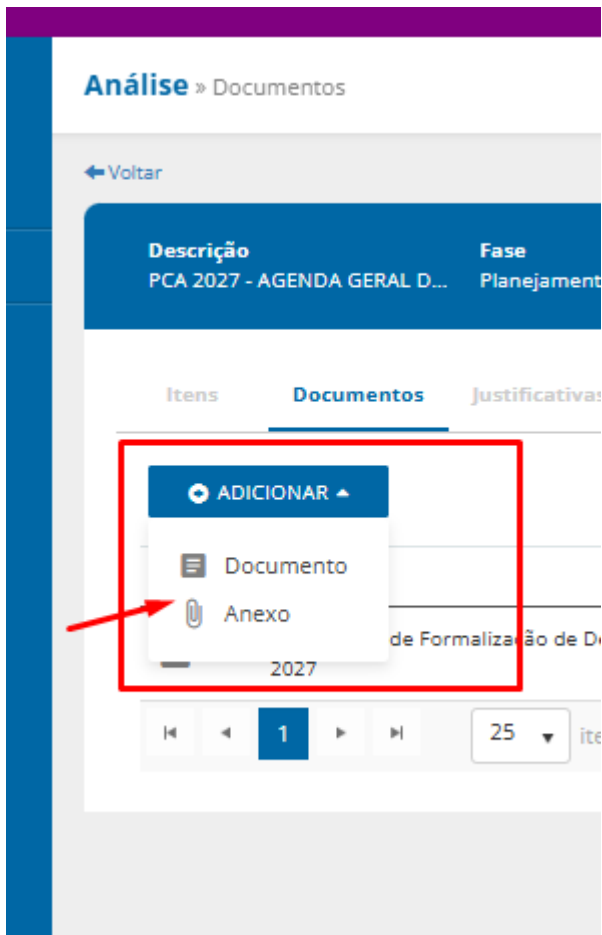 Análise » Documentos
Voltar
Descrição Fase
PCA 2027 - AGENDA GERAL D... Planejament
Itens Documentos Justificativas
ADICIONAR
Documento
Anexo
de Formalização de De
2027
1 25 ite